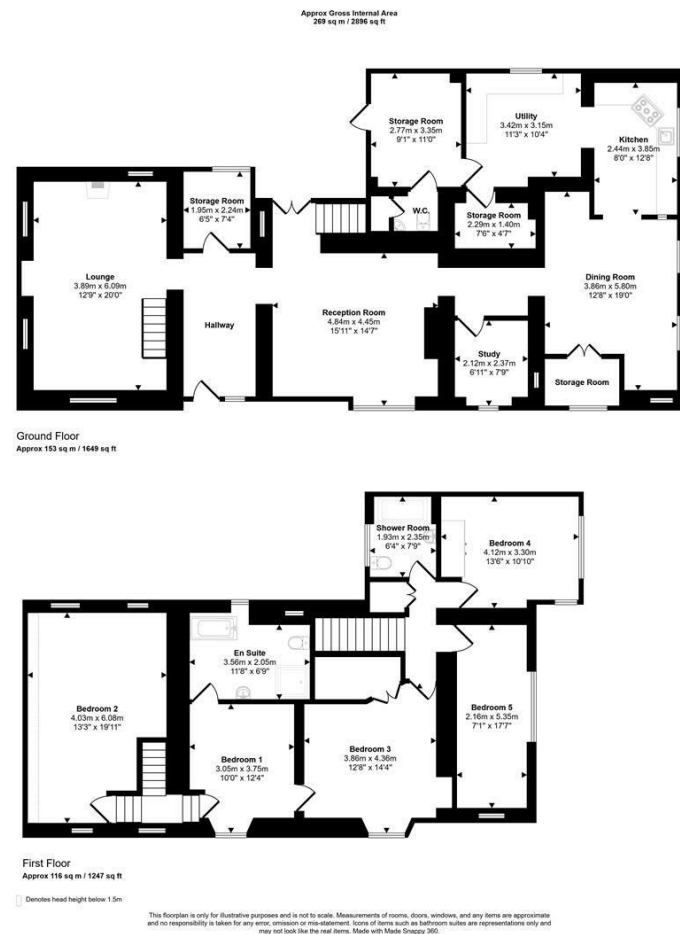 Approx Gross Internal Area
269 sq m / 2896 sq ft
Storage Room
2.77m x 3.35m
9'1" x 11'0"
Utility
3.42m x 3.15m
11'3" x 10'4"
Kitchen
2.44m x 3.85m
8'0" x 12'8"
Storage Room
1.95m x 2.24m
6'5" x 7'4"
W.C.
Storage Room
2.29m x 1.40m
7'6" x 4'7"
Lounge
3.89m x 6.09m
12'9" x 20'0"
Hallway
Reception Room
4.84m x 4.45m
15'11" x 14'7"
Dining Room
3.86m x 5.80m
12'8" x 19'0"
Study
2.12m x 2.37m
6'11" x 7'9"
Storage Room
Ground Floor
Approx 153 sq m / 1649 sq ft
Shower Room
1.93m x 2.35m
6'4" x 7'9"
Bedroom 4
4.12m x 3.30m
13'6" x 10'10"
En Suite
3.56m x 2.05m
11'8" x 6'9"
Bedroom 2
4.03m x 6.08m
13'3" x 19'11"
Bedroom 1
3.05m x 3.75m
10'0" x 12'4"
Bedroom 3
3.86m x 4.36m
12'8" x 14'4"
Bedroom 5
2.16m x 5.35m
7'1" x 17'7"
First Floor
Approx 116 sq m / 1247 sq ft
Denotes head height below 1.5m
This floorplan is only for illustrative purposes and is not to scale. Measurements of rooms, doors, windows, and any items are approximate
and no responsibility is taken for any error, omission or mis-statement. Icons of items such as bathroom suites are representations only and
may not look like the real items. Made with Made Snappy 360.